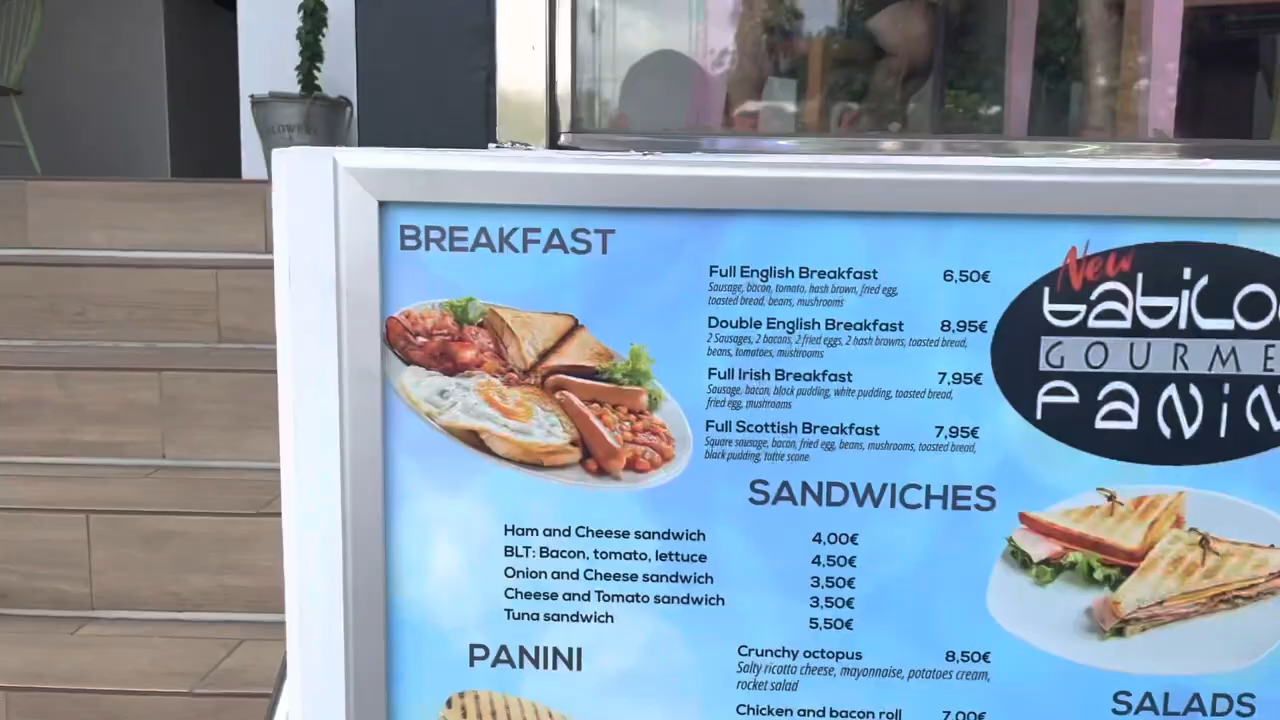 BREAKFAST
Full English Breakfast 6,50€
Sausage, bacon, tomato, hash brown, fried egg,
toasted bread, beans, mushrooms
Double English Breakfast 8,95€
2 Sausages, 2 bacons, 2 fried eggs, 2 hash browns, toasted bread,
beans, tomatoes, mushrooms
Full Irish Breakfast 7,95€
Sausage, bacon, black pudding, white pudding, toasted bread,
fried egg, mushrooms
Full Scottish Breakfast 7,95€
Square sausage, bacon, fried egg, beans, mushrooms, toasted bread,
black pudding, tattie scone
New
GOURME
PANIN
SANDWICHES
Ham and Cheese sandwich 4,00€
BLT: Bacon, tomato, lettuce 4,50€
Onion and Cheese sandwich 3,50€
Cheese and Tomato sandwich 3,50€
Tuna sandwich 5,50€
PANINI
Crunchy octopus 8,50€
Salty ricotta cheese, mayonnaise, potatoes cream,
rocket salad
Chicken and bacon roll 7,00€
SALADS